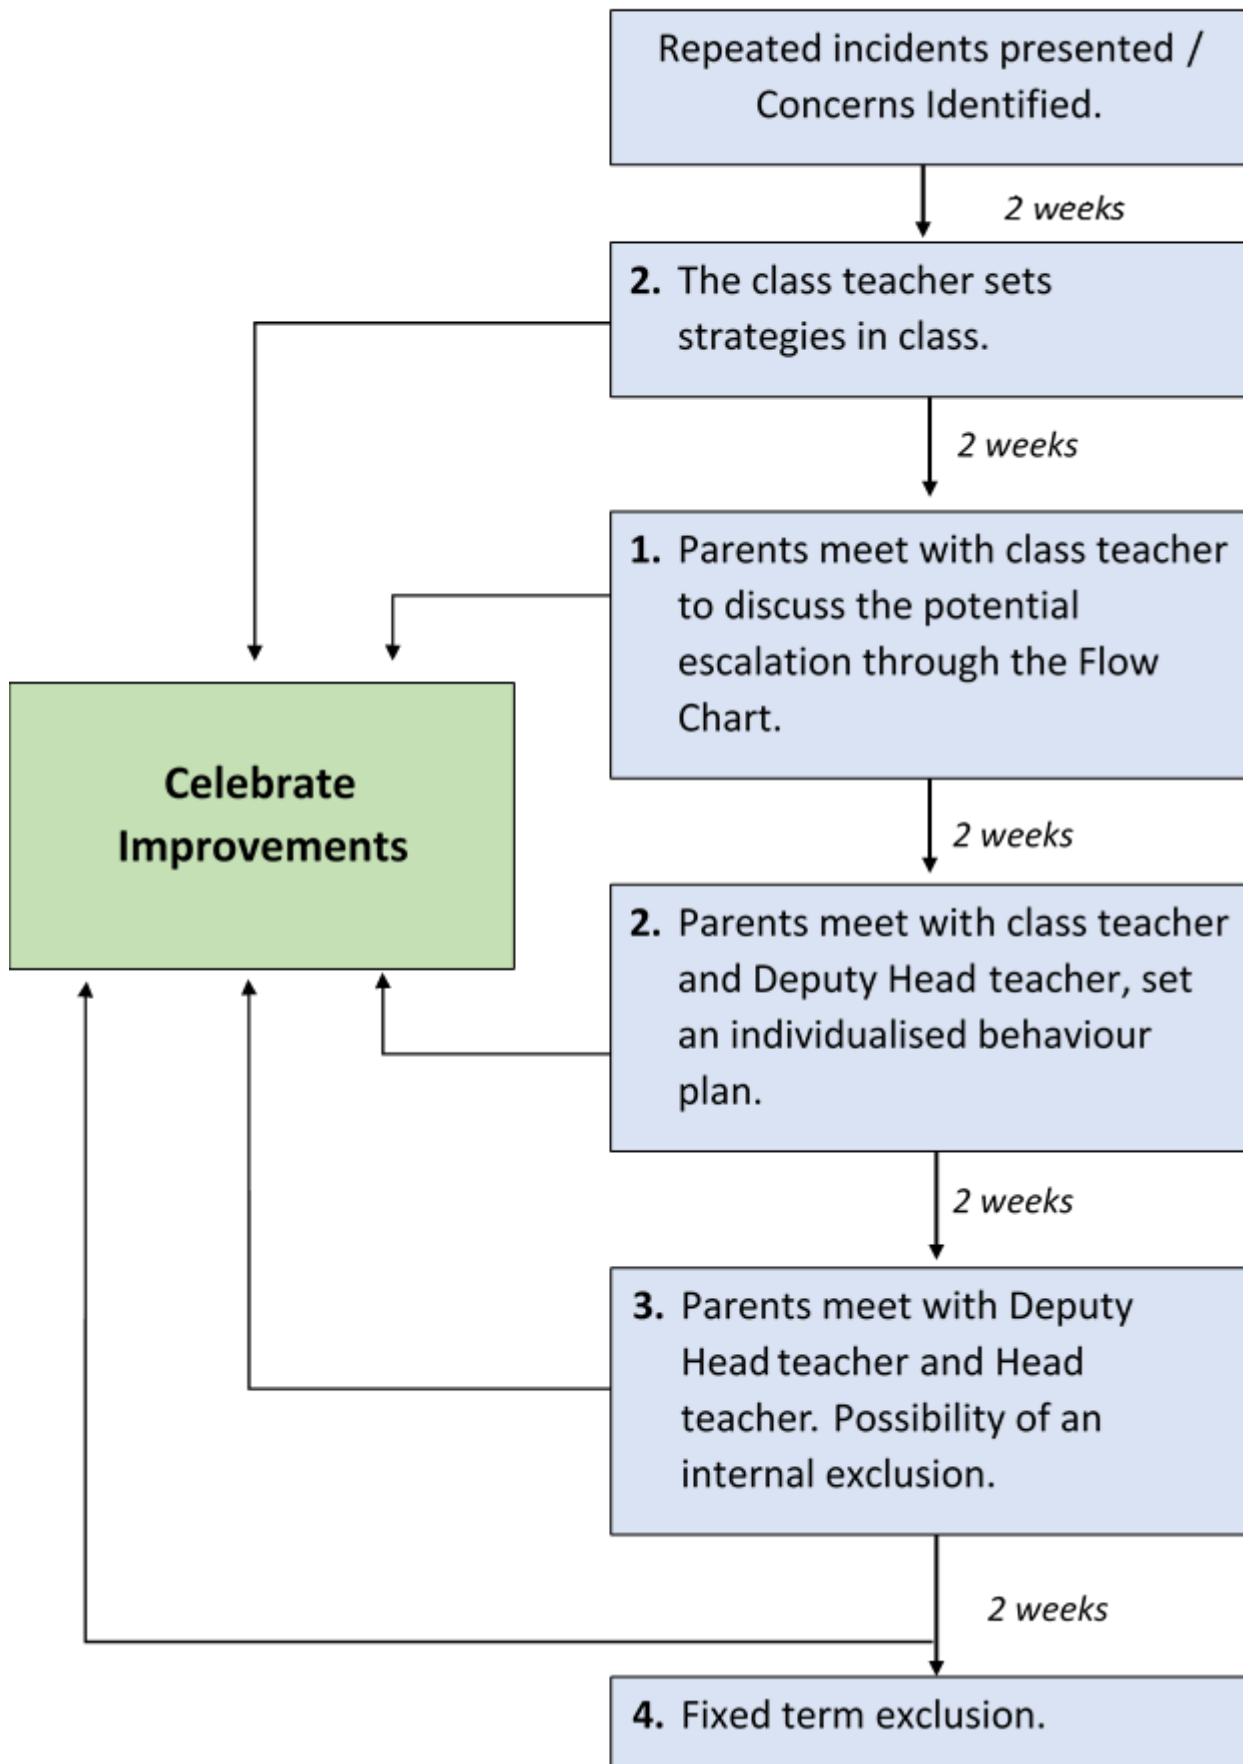 Repeated incidents presented /
Concerns Identified.
2 weeks
2. The class teacher sets
strategies in class.
2 weeks
1. Parents meet with class teacher
to discuss the potential
escalation through the Flow
Chart.
Celebrate
Improvements
2 weeks
2. Parents meet with class teacher
and Deputy Head teacher, set
an individualised behaviour
plan.
2 weeks
3. Parents meet with Deputy
Head teacher and Head
teacher. Possibility of an
internal exclusion.
2 weeks
4. Fixed term exclusion.